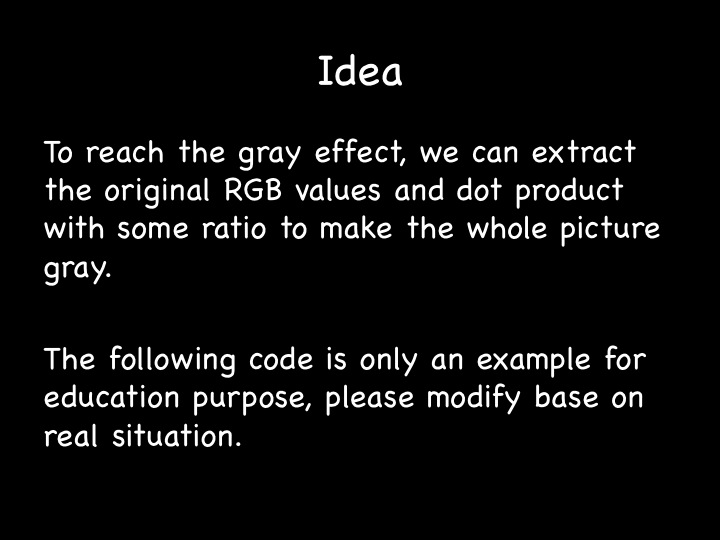 Idea
To reach the gray effect, we can extract
the original RGB values and dot product
with some ratio to make the whole picture
gray.
The following code is only an example for
education purpose, please modify base on
real situation.